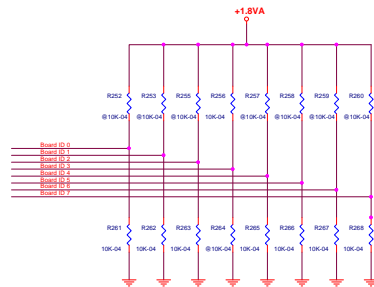 +1.8VA
R252 R253 R255 R256 R257 R258 R259 R260
@10K-04 @10K-04 @10K-04 10K-04 @10K-04 @10K-04 @10K-04 @10K-04
Board ID 0
Board ID 1
Board ID 2
Board ID 3
Board ID 4
Board ID 5
Board ID 6
Board ID 7
R261 R262 R263 R264 R265 R266 R267 R268
10K-04 10K-04 10K-04 @10K-04 10K-04 10K-04 10K-04 10K-04